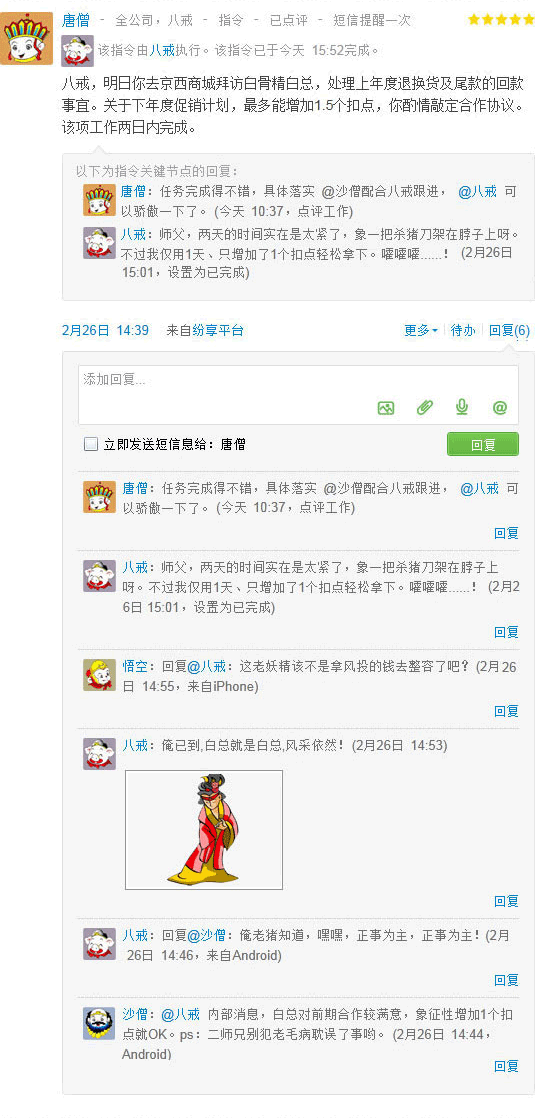 唐僧 - 全公司，八戒 - 指令 - 已点评 - 短信提醒一次
该指令由八戒执行。该指令已于今天 15:52完成。
八戒，明日你去京西商城拜访白骨精白总，处理上年度退换货及尾款的回款
事宜。关于下年度促销计划，最多能增加1.5个扣点，你酌情敲定合作协议。
该项工作两日内完成。
以下为指令关键节点的回复：
唐僧：任务完成得不错，具体落实 @沙僧配合八戒跟进， @八戒 可
以骄傲一下了。(今天 10:37，点评工作)
八戒：师父，两天的时间实在是太紧了，象一把杀猪刀架在脖子上呀。
不过我仅用1天、只增加了1个扣点轻松拿下。嚯嚯嚯......！ (2月26日
15:01，设置为已完成)
2月26日 14:39 来自纷享平台 更多 待办 回复(6)
添加回复...
@
立即发送短信息给：唐僧 回复
唐僧：任务完成得不错，具体落实 @沙僧配合八戒跟进， @八戒 可
以骄傲一下了。(今天 10:37，点评工作)
回复
八戒：师父，两天的时间实在是太紧了，象一把杀猪刀架在脖子上
呀。不过我仅用1天、只增加了1个扣点轻松拿下。嚯嚯嚯......！ (2月2
6日 15:01，设置为已完成)
回复
悟空：回复@八戒：这老妖精该不是拿风投的钱去整容了吧？(2月26
日 14:55，来自iPhone)
回复
八戒：俺已到,白总就是白总,风采依然！(2月26日 14:53)
回复
八戒：回复@沙僧：俺老猪知道，嘿嘿，正事为主，正事为主！(2月
26日 14:46，来自Android)
回复
沙僧：@八戒 内部消息，白总对前期合作较满意，象征性增加1个扣
点就OK。ps：二师兄别犯老毛病耽误了事哟。 (2月26日 14:44，
Android)
回复